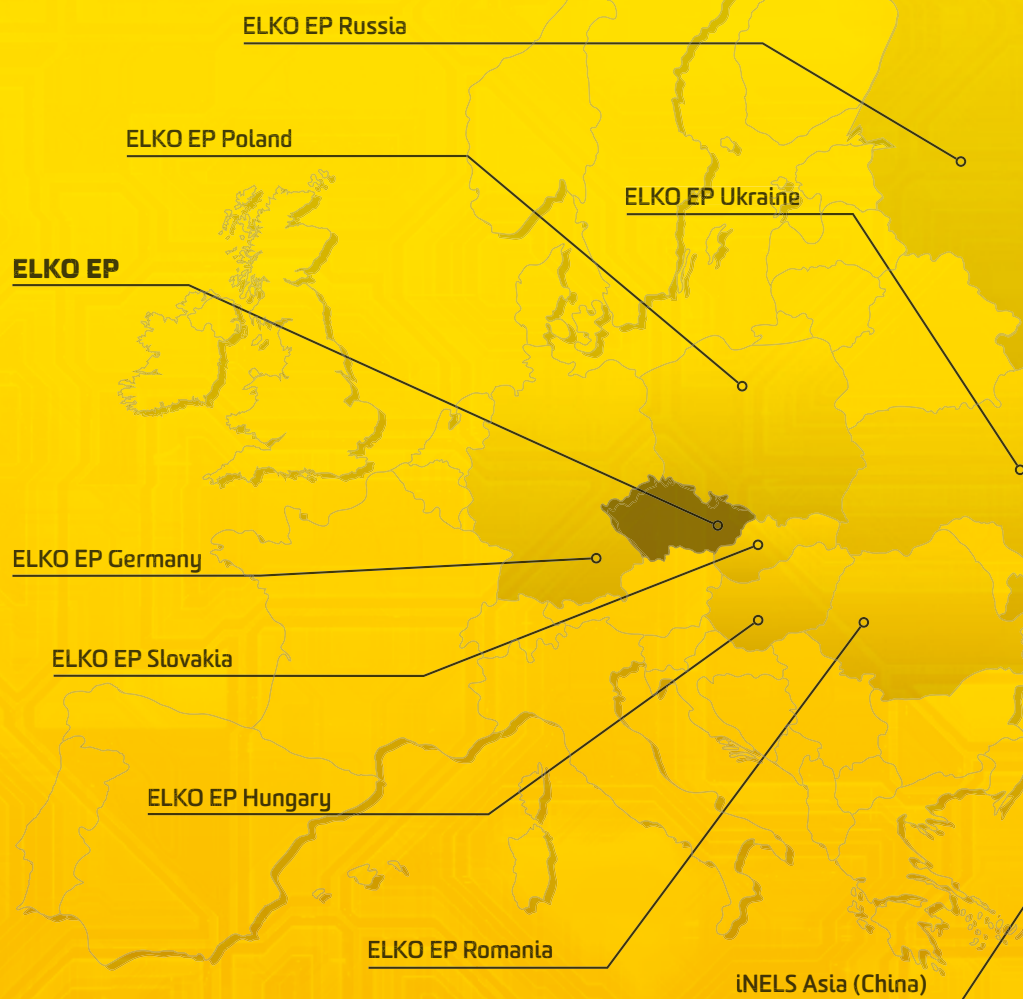 ELKO EP Russia
ELKO EP Poland
ELKO EP Ukraine
ELKO EP
ELKO EP Germany
ELKO EP Slovakia
ELKO EP Hungary
ELKO EP Romania
iNELS Asia (China)